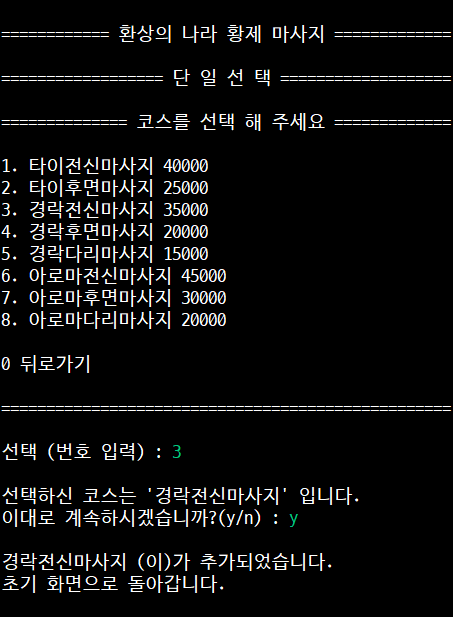 ============ 환상의 나라 황제 마사지 =============
================== 단 일 선 택 ===================
============== 코스를 선택 해 주세요 =============
1. 타이전신마사지 40000
2. 타이후면마사지 25000
3. 경락전신마사지 35000
4. 경락후면마사지 20000
5. 경락다리마사지 15000
6. 아로마전신마사지 45000
7. 아로마후면마사지 30000
8. 아로마다리마사지 20000
0 뒤로가기
==================================================
선택 (번호 입력) : 3
선택하신 코스는 '경락전신마사지' 입니다.
이대로 계속하시겠습니까?(y/n) : y
경락전신마사지 (이)가 추가되었습니다.
초기 화면으로 돌아갑니다.